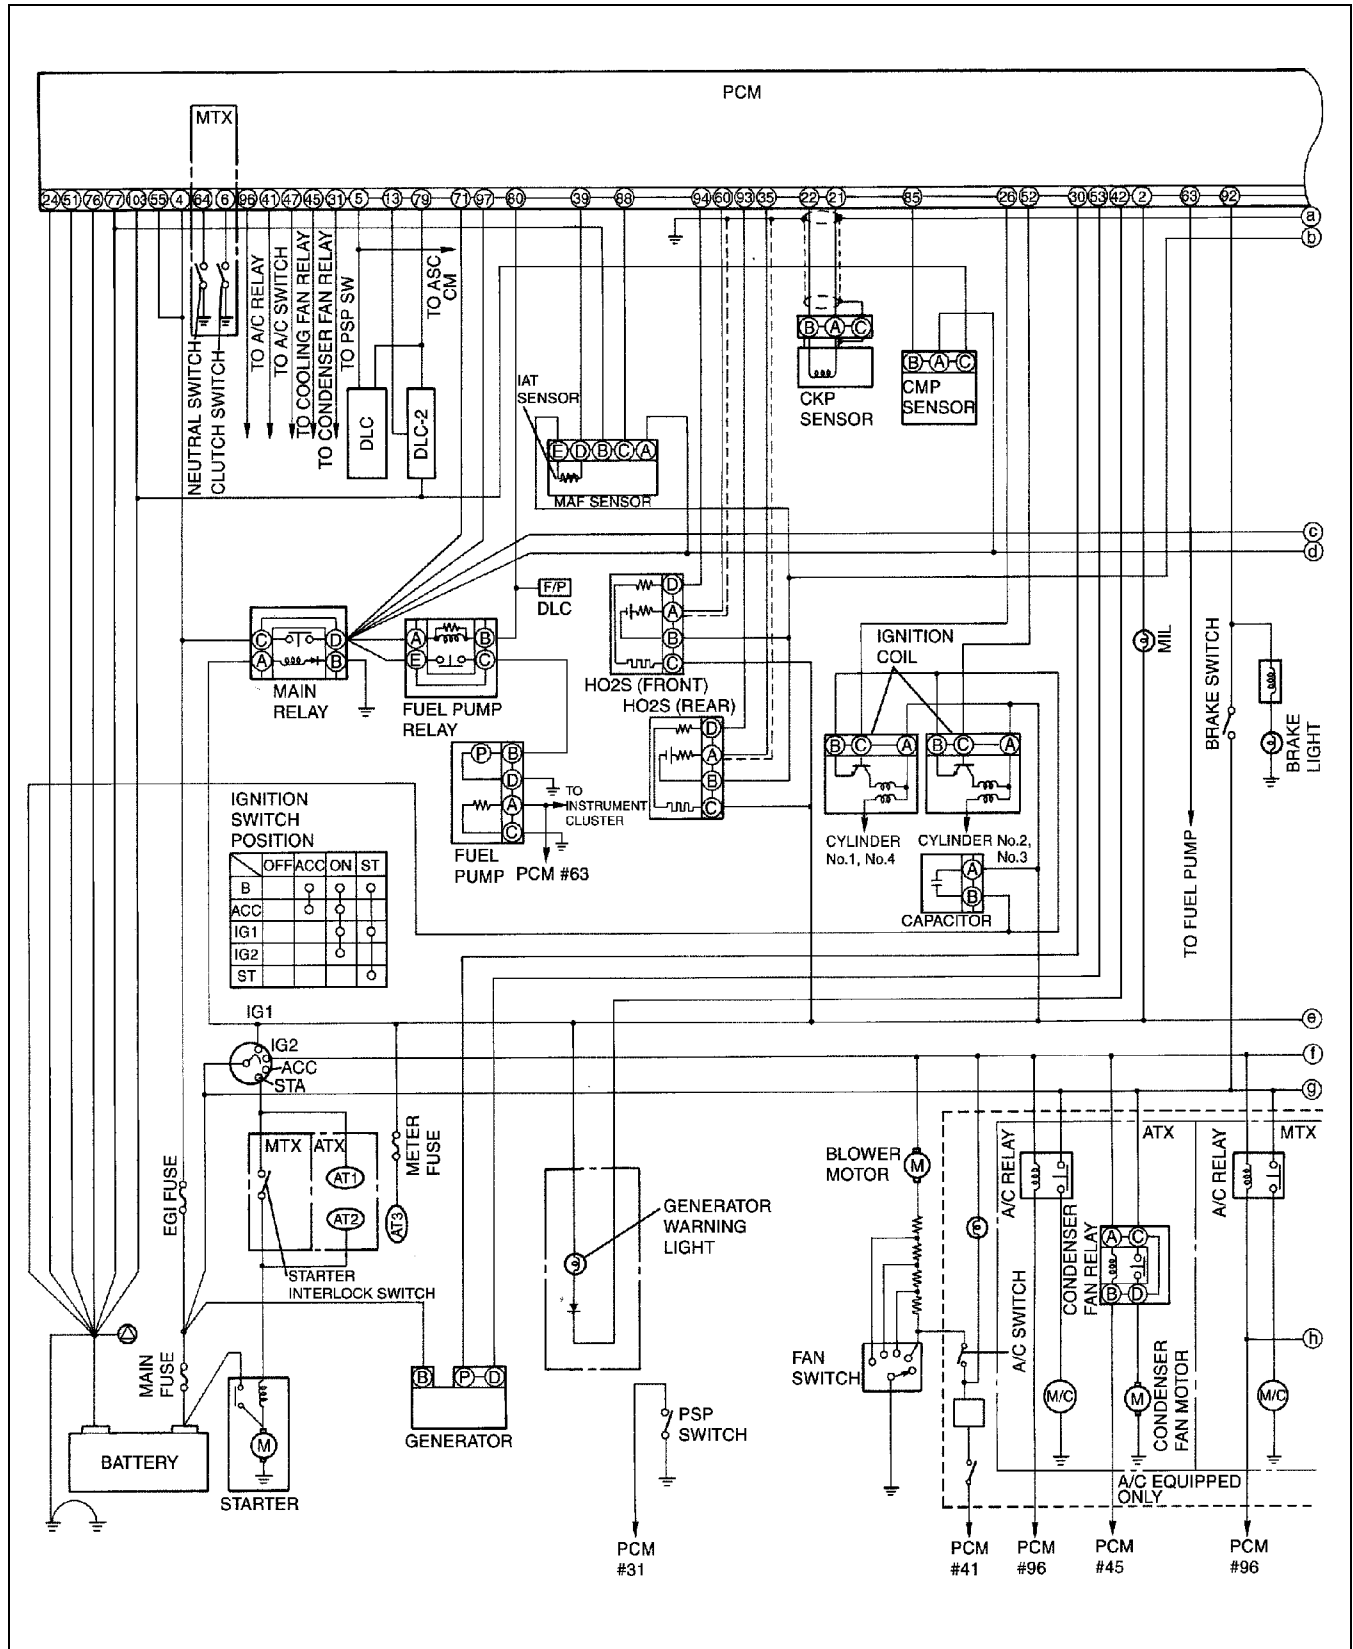 PCM
MTX
24 51 76 77 103 55 4 64 6 96 41 47 45 31 5 13 79 71 97 80 39 88 94 60 93 35 22 21 85 26 52 30 53 42 2 63 92
a
b
NEUTRAL SWITCH
CLUTCH SWITCH
TO A/C RELAY
TO A/C SWITCH
TO COOLING FAN RELAY
TO CONDENSER FAN RELAY
TO PSP SW
TO ASC
CM
DLC
DLC-2
IAT
SENSOR
E D B C A
MAF SENSOR
B A C
CKP
SENSOR
B A C
CMP
SENSOR
c
d
F/P
DLC
C D
A B
MAIN
RELAY
A B
E C
FUEL PUMP
RELAY
D
A
B
C
HO2S (FRONT)
HO2S (REAR)
D
A
B
C
P B
D
A
C
TO
INSTRUMENT
CLUSTER
FUEL
PUMP
PCM #63
IGNITION
COIL
B C A
B C A
CYLINDER
No.1, No.4
CYLINDER No.2,
No.3
A
B
CAPACITOR
MIL
TO FUEL PUMP
BRAKE SWITCH
BRAKE
LIGHT
IGNITION
SWITCH
POSITION
OFF ACC ON ST
B
ACC
IG1
IG2
ST
IG1
IG2
ACC
STA
e
f
g
MTX ATX
AT1
AT2
METER
FUSE
AT3
STARTER
INTERLOCK SWITCH
EGI FUSE
MAIN
FUSE
BATTERY
M
STARTER
GENERATOR
WARNING
LIGHT
B P D
GENERATOR
PSP
SWITCH
PCM
#31
BLOWER
MOTOR
M
FAN
SWITCH
ATX
MTX
A/C RELAY
A/C SWITCH
CONDENSER
FAN RELAY
A C
B D
A/C RELAY
h
M/C
M
CONDENSER
FAN MOTOR
M/C
A/C EQUIPPED
ONLY
PCM
#41
PCM
#96
PCM
#45
PCM
#96